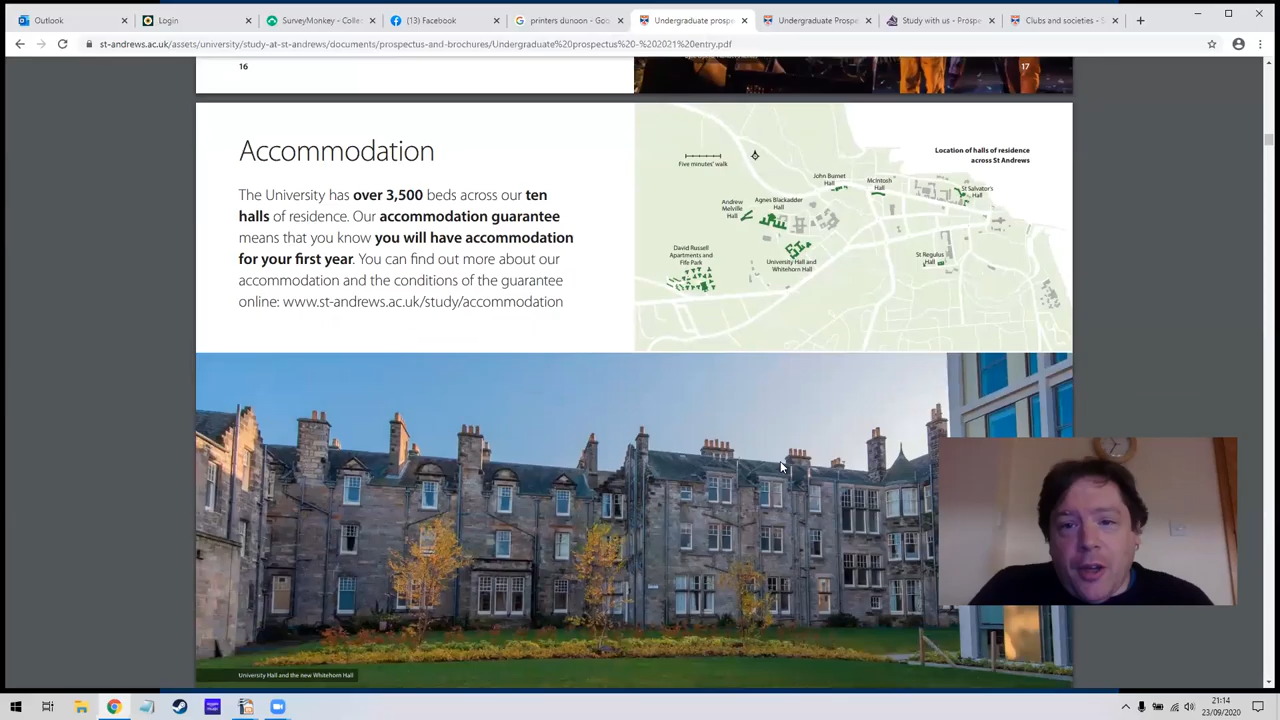 Outlook
Login
SurveyMonkey - Collec
(13) Facebook
printers dunoon - Goo
Undergraduate prospe
Undergraduate Prospe
Study with us - Prospe
Clubs and societies - S
st-andrews.ac.uk/assets/university/study-at-st-andrews/documents/prospectus-and-brochures/Undergraduate%20prospectus%20-%202021%20entry.pdf
16
17
Accommodation
The University has over 3,500 beds across our ten
halls of residence. Our accommodation guarantee
means that you know you will have accommodation
for your first year. You can find out more about our
accommodation and the conditions of the guarantee
online: www.st-andrews.ac.uk/study/accommodation
Five minutes' walk
Location of halls of residence
across St Andrews
John Burnet
Hall
McIntosh
Hall
St Salvator's
Hall
Andrew
Melville
Hall
Agnes Blackadder
Hall
David Russell
Apartments and
Fife Park
University Hall and
Whitehorn Hall
St Regulus
Hall
University Hall and the new Whitehorn Hall
21:14
23/09/2020